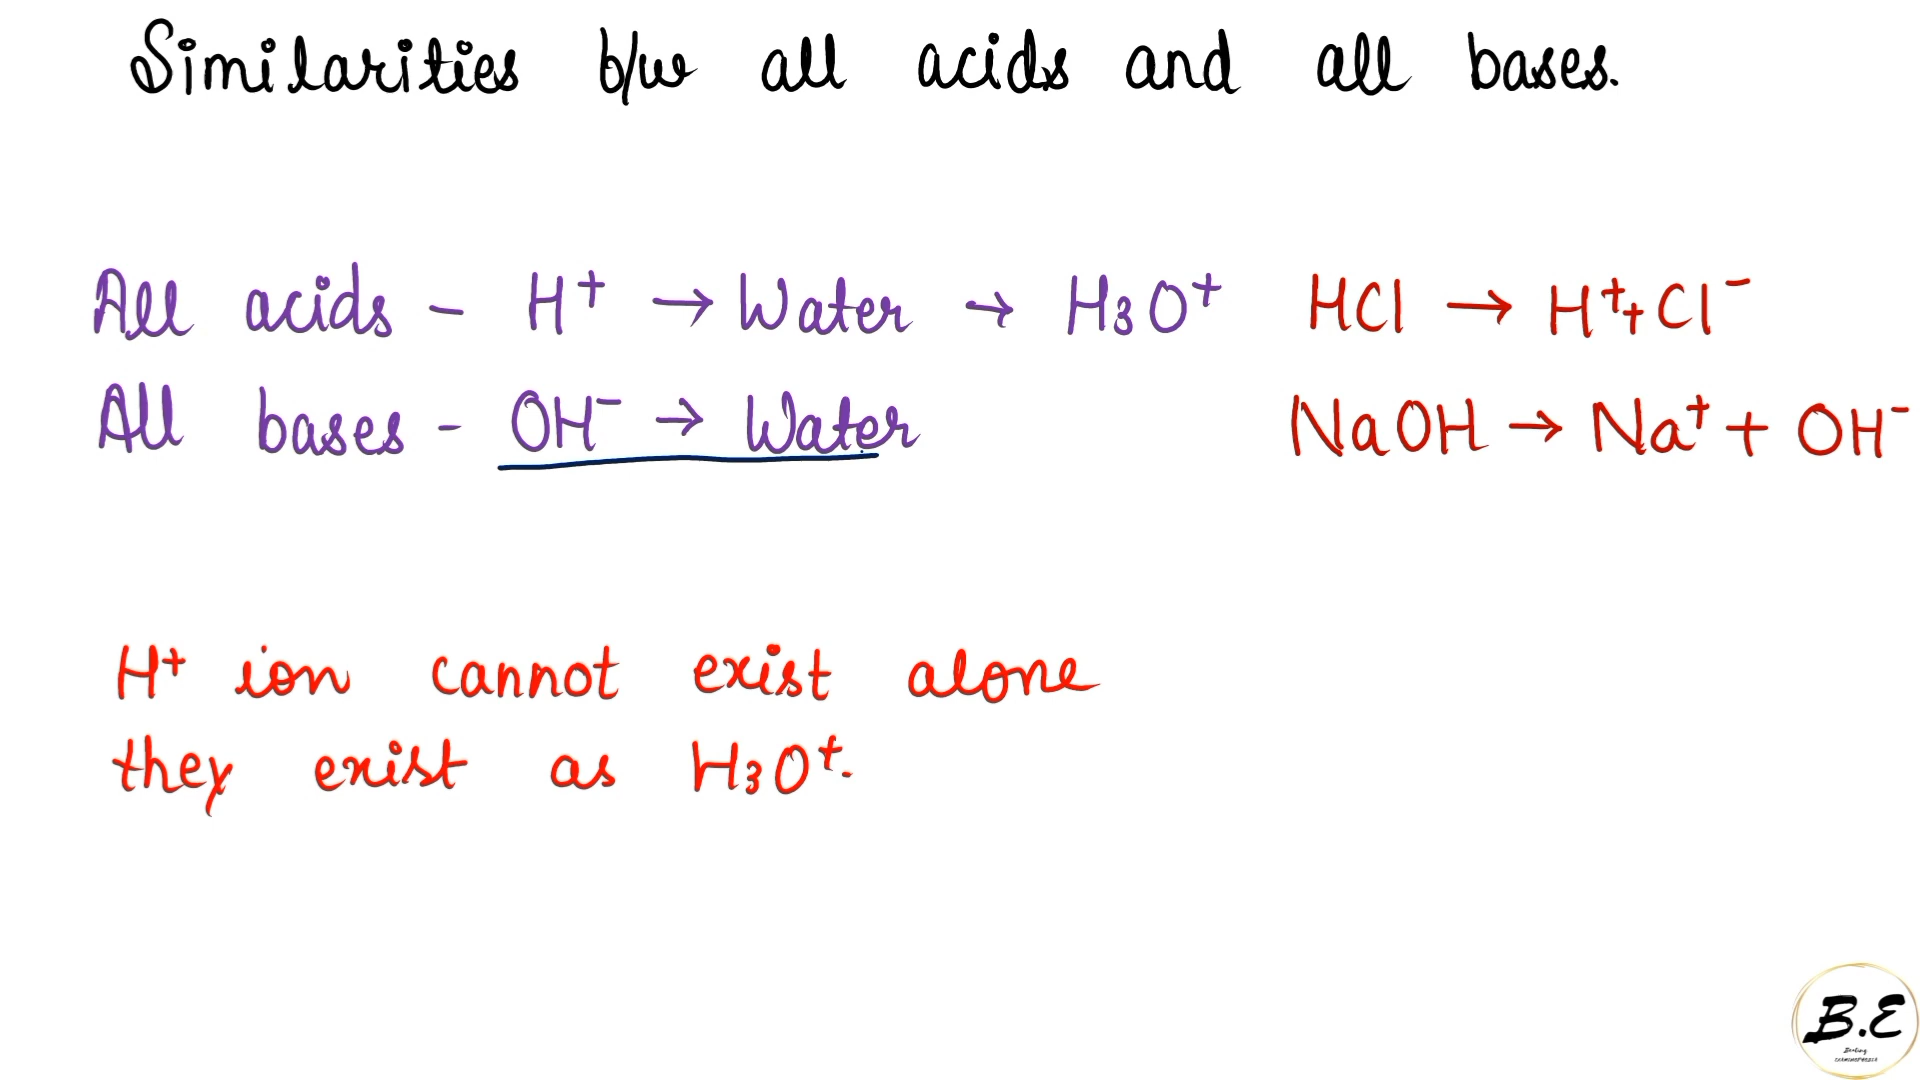 Similarities b/w all acids and all bases.
All acids - H⁺ → Water → H₃O⁺ HCl → H⁺+Cl⁻
All bases - OH⁻ → Water NaOH → Na⁺ + OH⁻
H⁺ ion cannot exist alone
they exist as H₃O⁺.
B.E